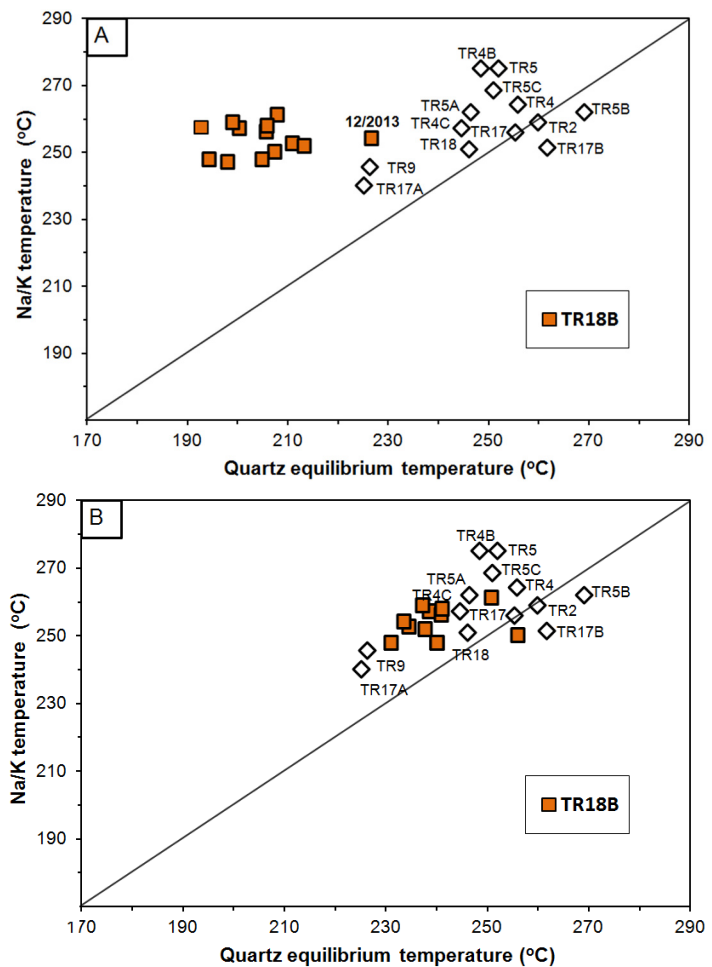 A
290
270
250
230
210
190
Na/K temperature (°C)
TR4B
TR5
TR5C
TR5A
TR4
TR5B
12/2013
TR4C
TR17
TR2
TR18
TR17B
TR9
TR17A
TR18B
170
190
210
230
250
270
290
Quartz equilibrium temperature (°C)
B
290
270
250
230
210
190
Na/K temperature (°C)
TR4B
TR5
TR5C
TR5A
TR4
TR5B
TR4C
TR17
TR2
TR17B
TR18
TR9
TR17A
TR18B
170
190
210
230
250
270
290
Quartz equilibrium temperature (°C)